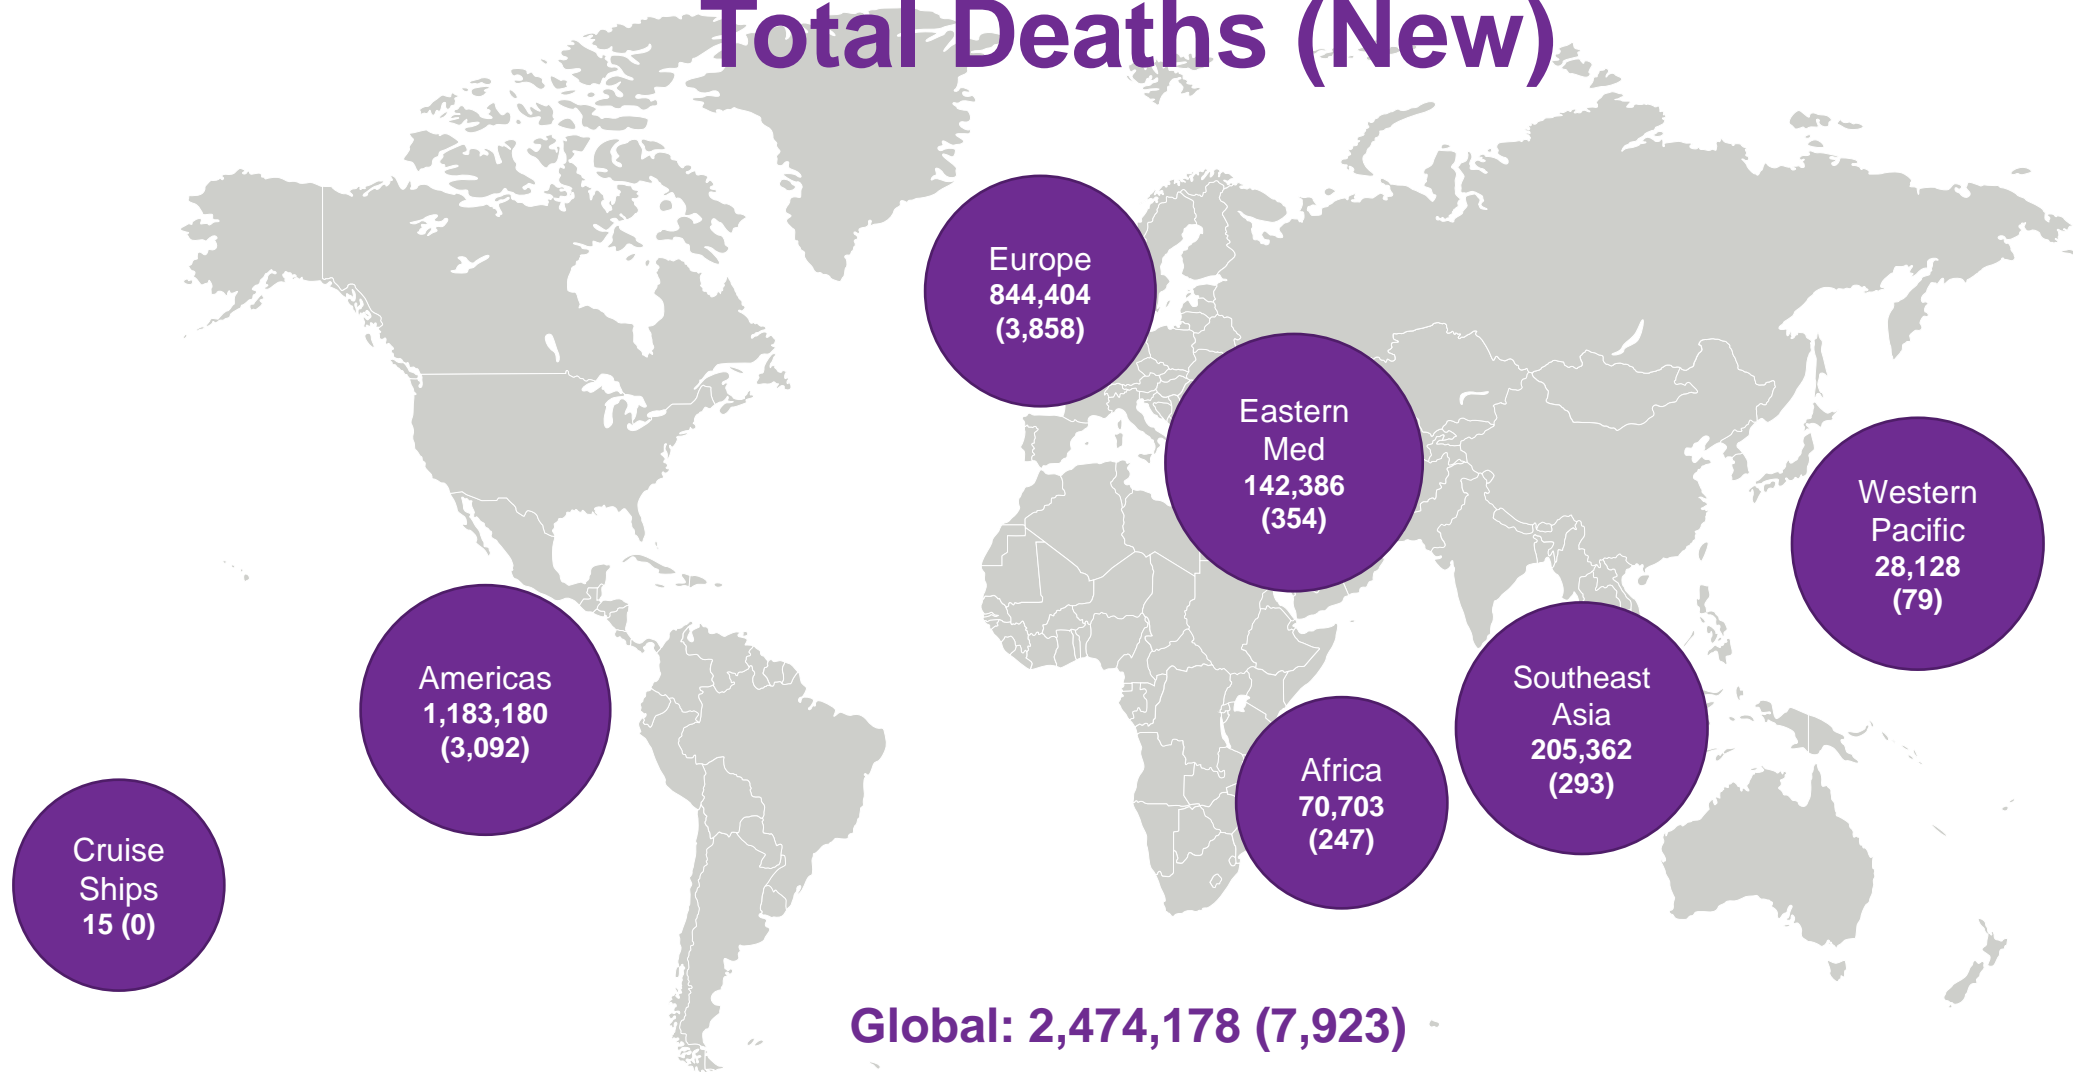 Total Deaths (New)
Europe
844,404
(3,858)
Eastern
Med
142,386
(354)
Western
Pacific
28,128
(79)
Americas
1,183,180
(3,092)
Southeast
Asia
205,362
(293)
Africa
70,703
(247)
Cruise
Ships
15 (0)
Global: 2,474,178 (7,923)